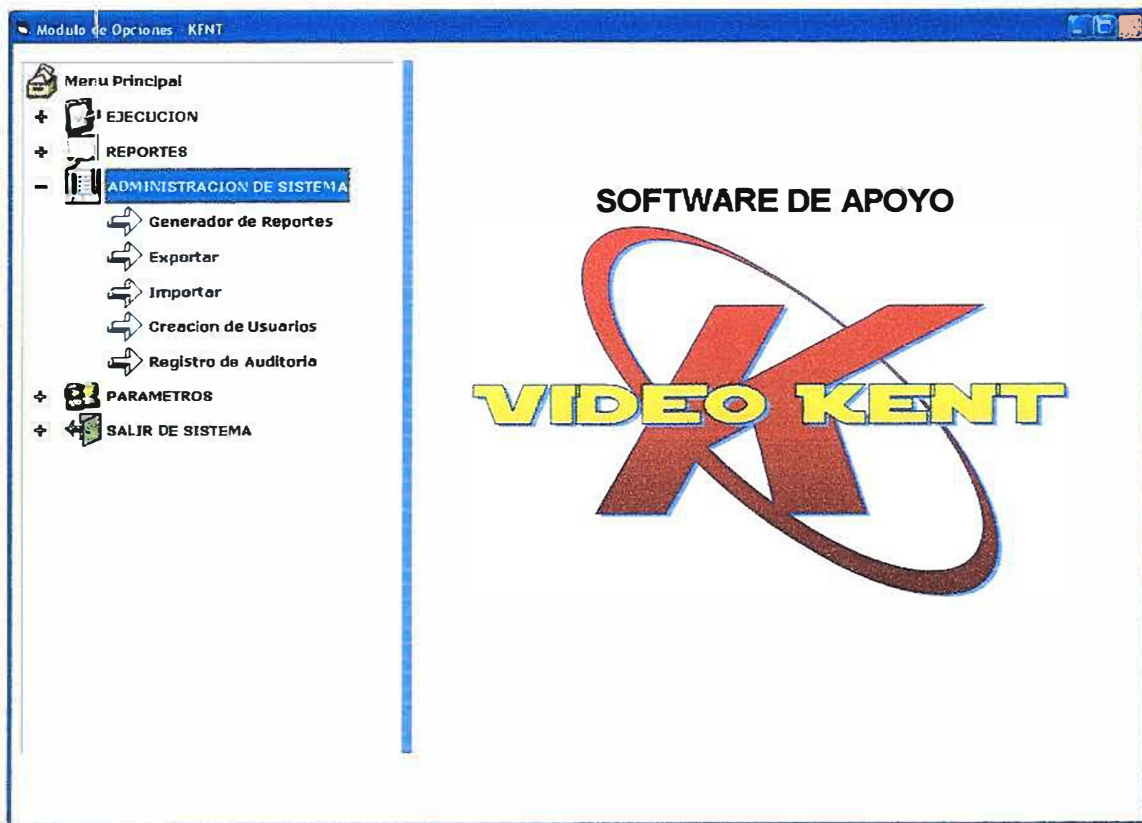 Modulo de Opciones - KENT
Menu Principal
EJECUCION
REPORTES
ADMINISTRACION DE SISTEMA
Generador de Reportes
Exportar
Importar
Creacion de Usuarios
Registro de Auditoria
PARAMETROS
SALIR DE SISTEMA
SOFTWARE DE APOYO
K
VIDEO KENT